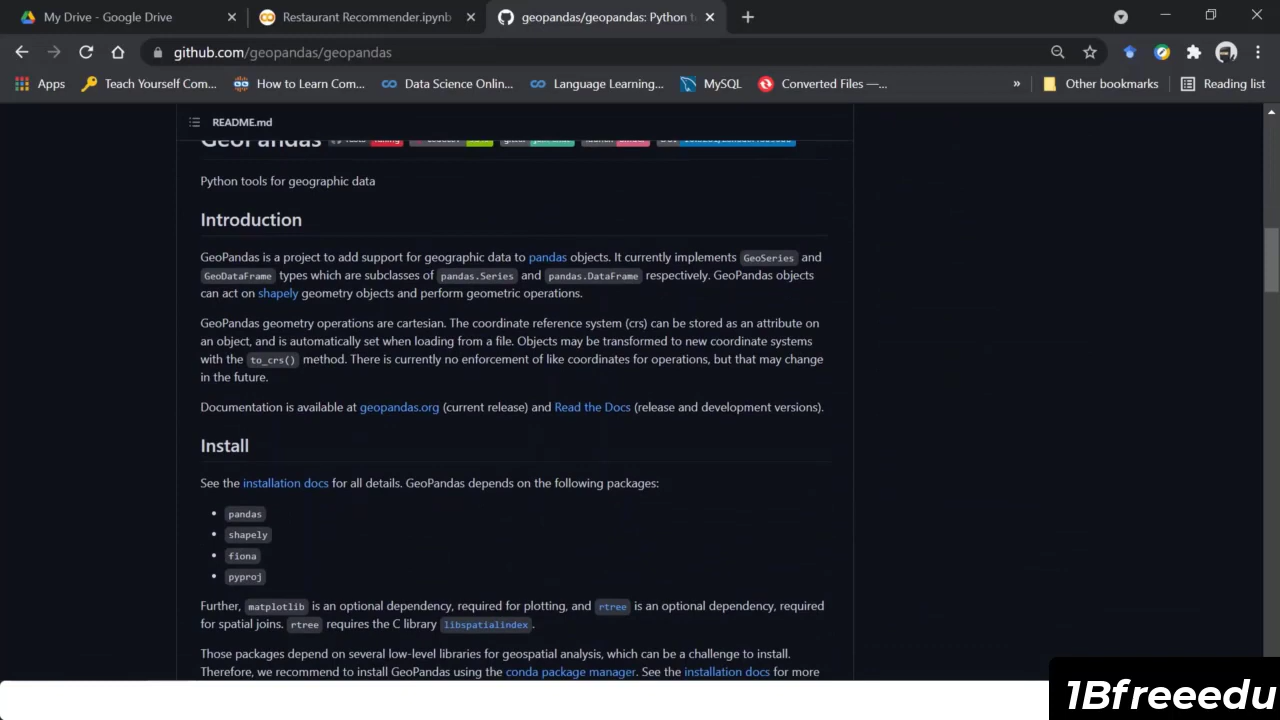 My Drive - Google Drive
Restaurant Recommender.ipynb
geopandas/geopandas: Python t
github.com/geopandas/geopandas
Apps
Teach Yourself Com...
How to Learn Com...
Data Science Online...
Language Learning...
MySQL
Converted Files —...
»
Other bookmarks
Reading list
README.md
GeoPandas
Python tools for geographic data
Introduction
GeoPandas is a project to add support for geographic data to pandas objects. It currently implements GeoSeries and
GeoDataFrame types which are subclasses of pandas.Series and pandas.DataFrame respectively. GeoPandas objects
can act on shapely geometry objects and perform geometric operations.
GeoPandas geometry operations are cartesian. The coordinate reference system (crs) can be stored as an attribute on
an object, and is automatically set when loading from a file. Objects may be transformed to new coordinate systems
with the to_crs() method. There is currently no enforcement of like coordinates for operations, but that may change
in the future.
Documentation is available at geopandas.org (current release) and Read the Docs (release and development versions).
Install
See the installation docs for all details. GeoPandas depends on the following packages:
• pandas
• shapely
• fiona
• pyproj
Further, matplotlib is an optional dependency, required for plotting, and rtree is an optional dependency, required
for spatial joins. rtree requires the C library libspatialindex.
Those packages depend on several low-level libraries for geospatial analysis, which can be a challenge to install.
Therefore, we recommend to install GeoPandas using the conda package manager. See the installation docs for more
1Bfreeedu